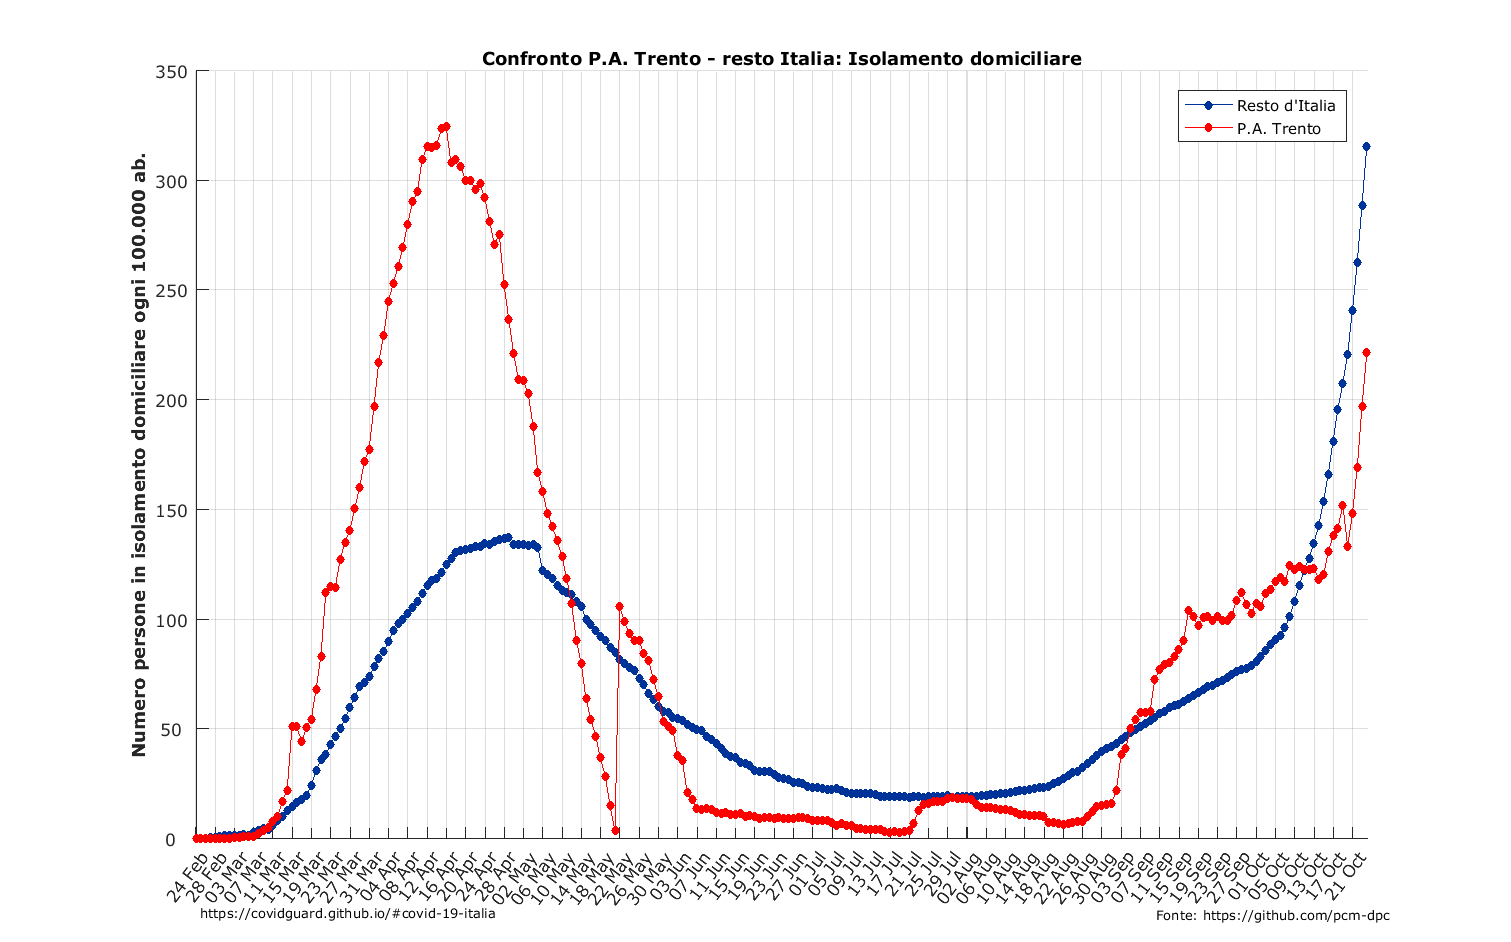 Confronto P.A. Trento - resto Italia: Isolamento domiciliare
Numero persone in isolamento domiciliare ogni 100.000 ab.
350
300
250
200
150
100
50
0
Resto d'Italia
P.A. Trento
24 Feb
28 Feb
03 Mar
07 Mar
11 Mar
15 Mar
19 Mar
23 Mar
27 Mar
31 Mar
04 Apr
08 Apr
12 Apr
16 Apr
20 Apr
24 Apr
28 Apr
02 May
06 May
10 May
14 May
18 May
22 May
26 May
30 May
03 Jun
07 Jun
11 Jun
15 Jun
19 Jun
23 Jun
27 Jun
01 Jul
05 Jul
09 Jul
13 Jul
17 Jul
21 Jul
25 Jul
29 Jul
02 Aug
06 Aug
10 Aug
14 Aug
18 Aug
22 Aug
26 Aug
30 Aug
03 Sep
07 Sep
11 Sep
15 Sep
19 Sep
23 Sep
27 Sep
01 Oct
05 Oct
09 Oct
13 Oct
17 Oct
21 Oct
https://covidguard.github.io/#covid-19-italia
Fonte: https://github.com/pcm-dpc